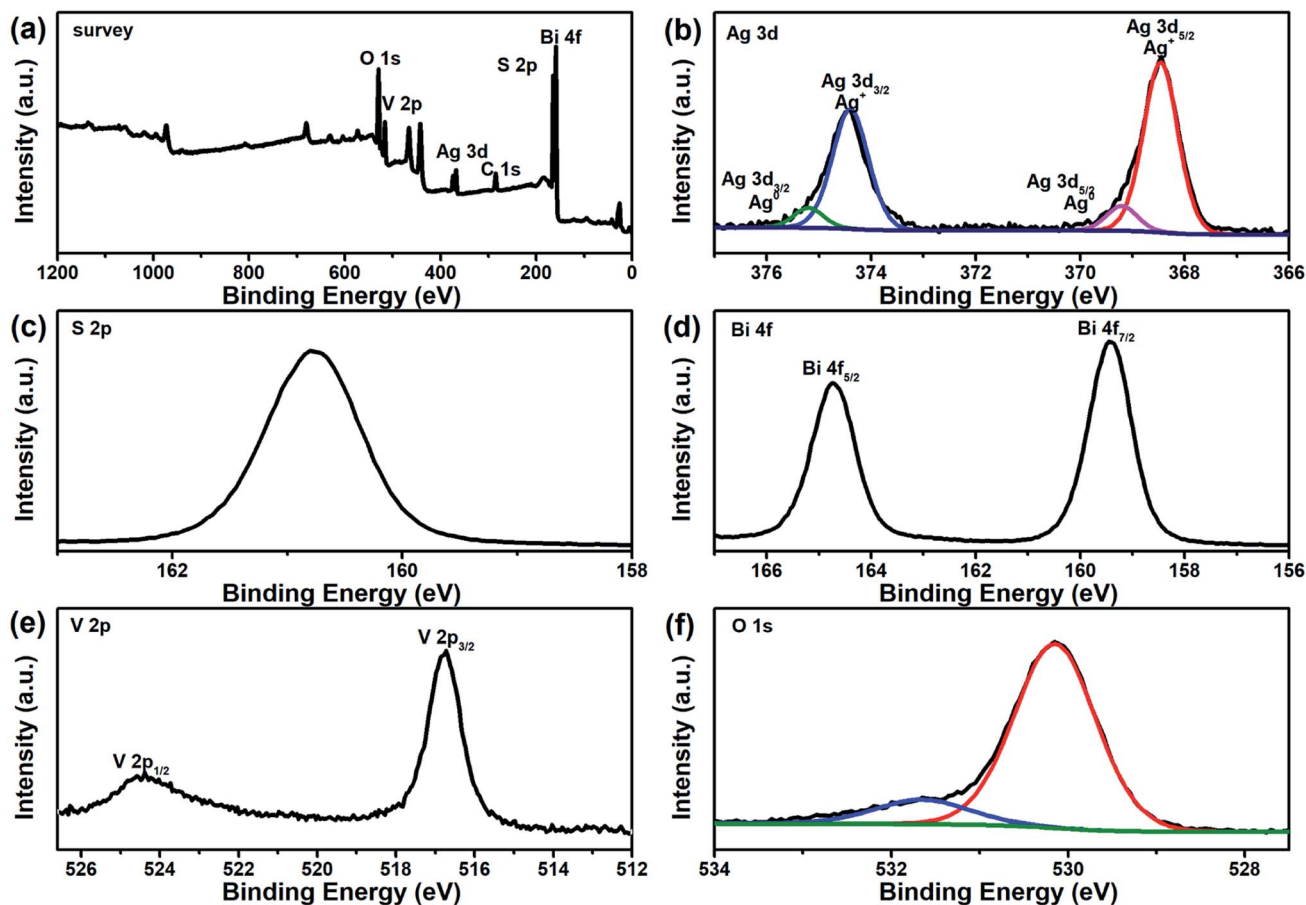 (a)
survey
Bi 4f
O 1s
S 2p
V 2p
Ag 3d
C 1s
Intensity (a.u.)
1200 1000 800 600 400 200 0
Binding Energy (eV)
(b)
Ag 3d
Ag 3d5/2
Ag+
Ag 3d3/2
Ag+
Ag 3d3/2
Ag0
Ag 3d5/2
Ag0
Intensity (a.u.)
376 374 372 370 368 366
Binding Energy (eV)
(c)
S 2p
Intensity (a.u.)
162 160 158
Binding Energy (eV)
(d)
Bi 4f
Bi 4f7/2
Bi 4f5/2
Intensity (a.u.)
166 164 162 160 158 156
Binding Energy (eV)
(e)
V 2p
V 2p3/2
V 2p1/2
Intensity (a.u.)
526 524 522 520 518 516 514 512
Binding Energy (eV)
(f)
O 1s
Intensity (a.u.)
534 532 530 528
Binding Energy (eV)